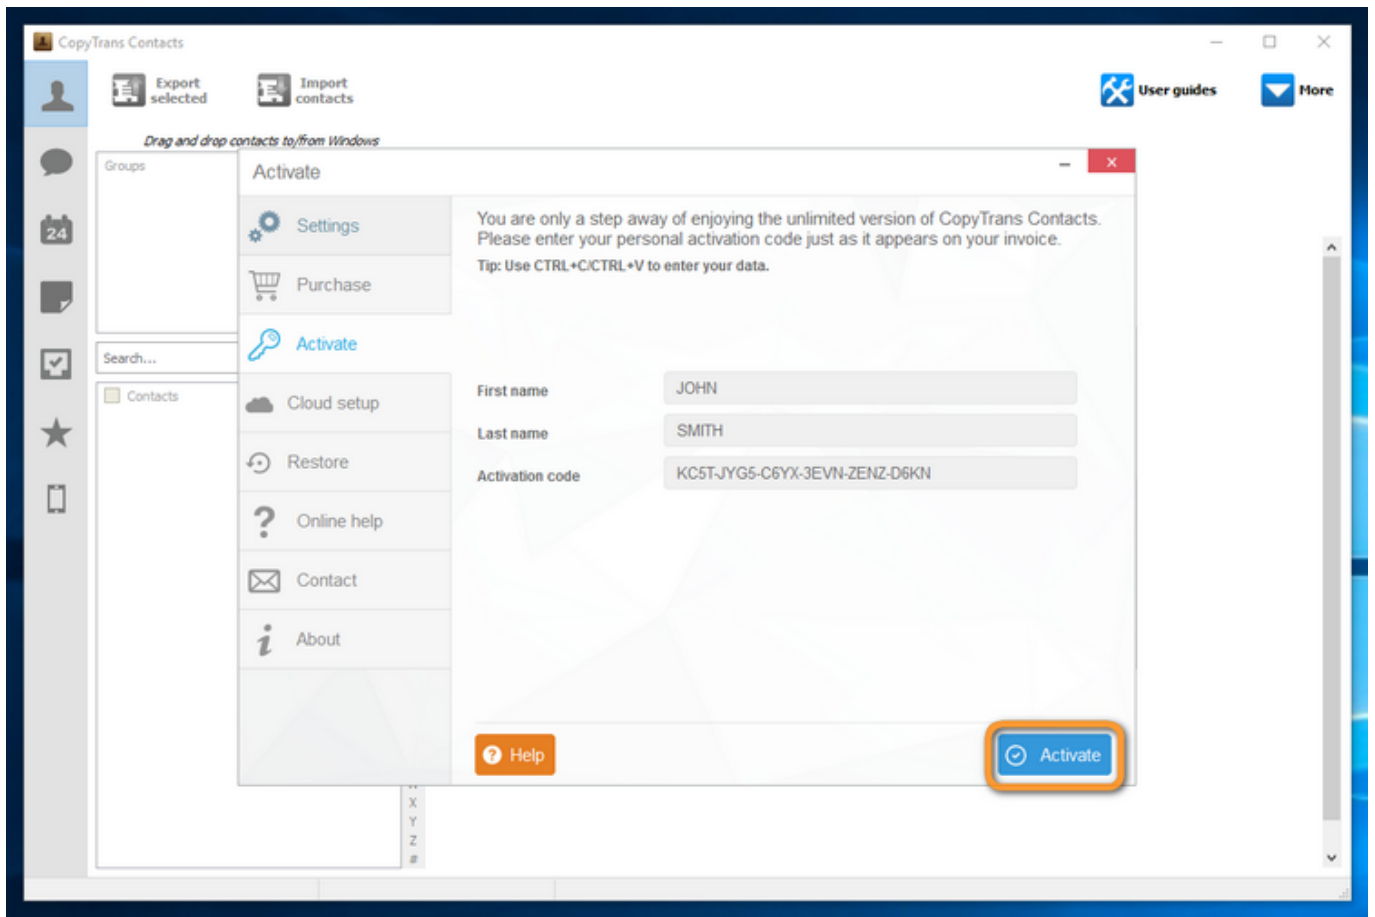 CopyTrans Contacts
Export
selected
Import
contacts
User guides
More
Drag and drop contacts to/from Windows
Groups
24
Search...
Contacts
Activate
Settings
Purchase
Activate
Cloud setup
Restore
Online help
Contact
About
You are only a step away of enjoying the unlimited version of CopyTrans Contacts.
Please enter your personal activation code just as it appears on your invoice.
Tip: Use CTRL+C/CTRL+V to enter your data.
First name
JOHN
Last name
SMITH
Activation code
KC5T-JYG5-C6YX-3EVN-ZENZ-D6KN
Help
Activate
X
Y
Z
#